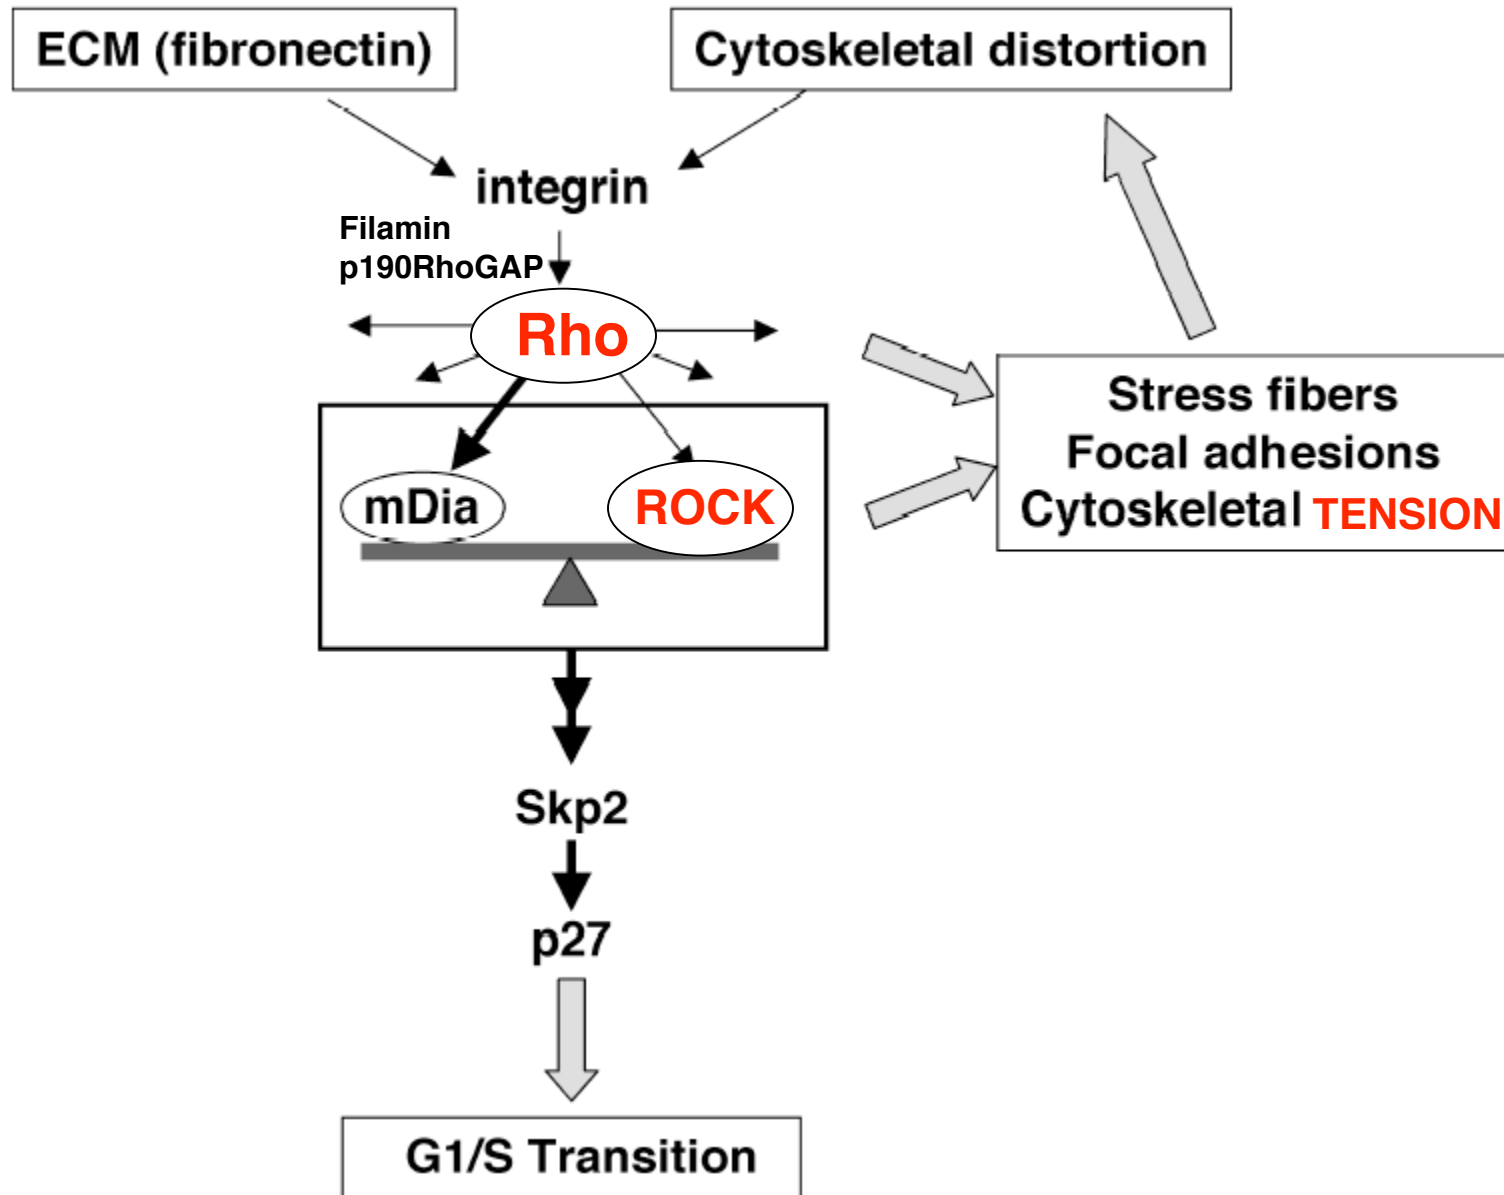 ECM (fibronectin)
Cytoskeletal distortion
integrin
Filamin
p190RhoGAP
Rho
mDia
ROCK
Stress fibers
Focal adhesions
Cytoskeletal TENSION
Skp2
p27
G1/S Transition